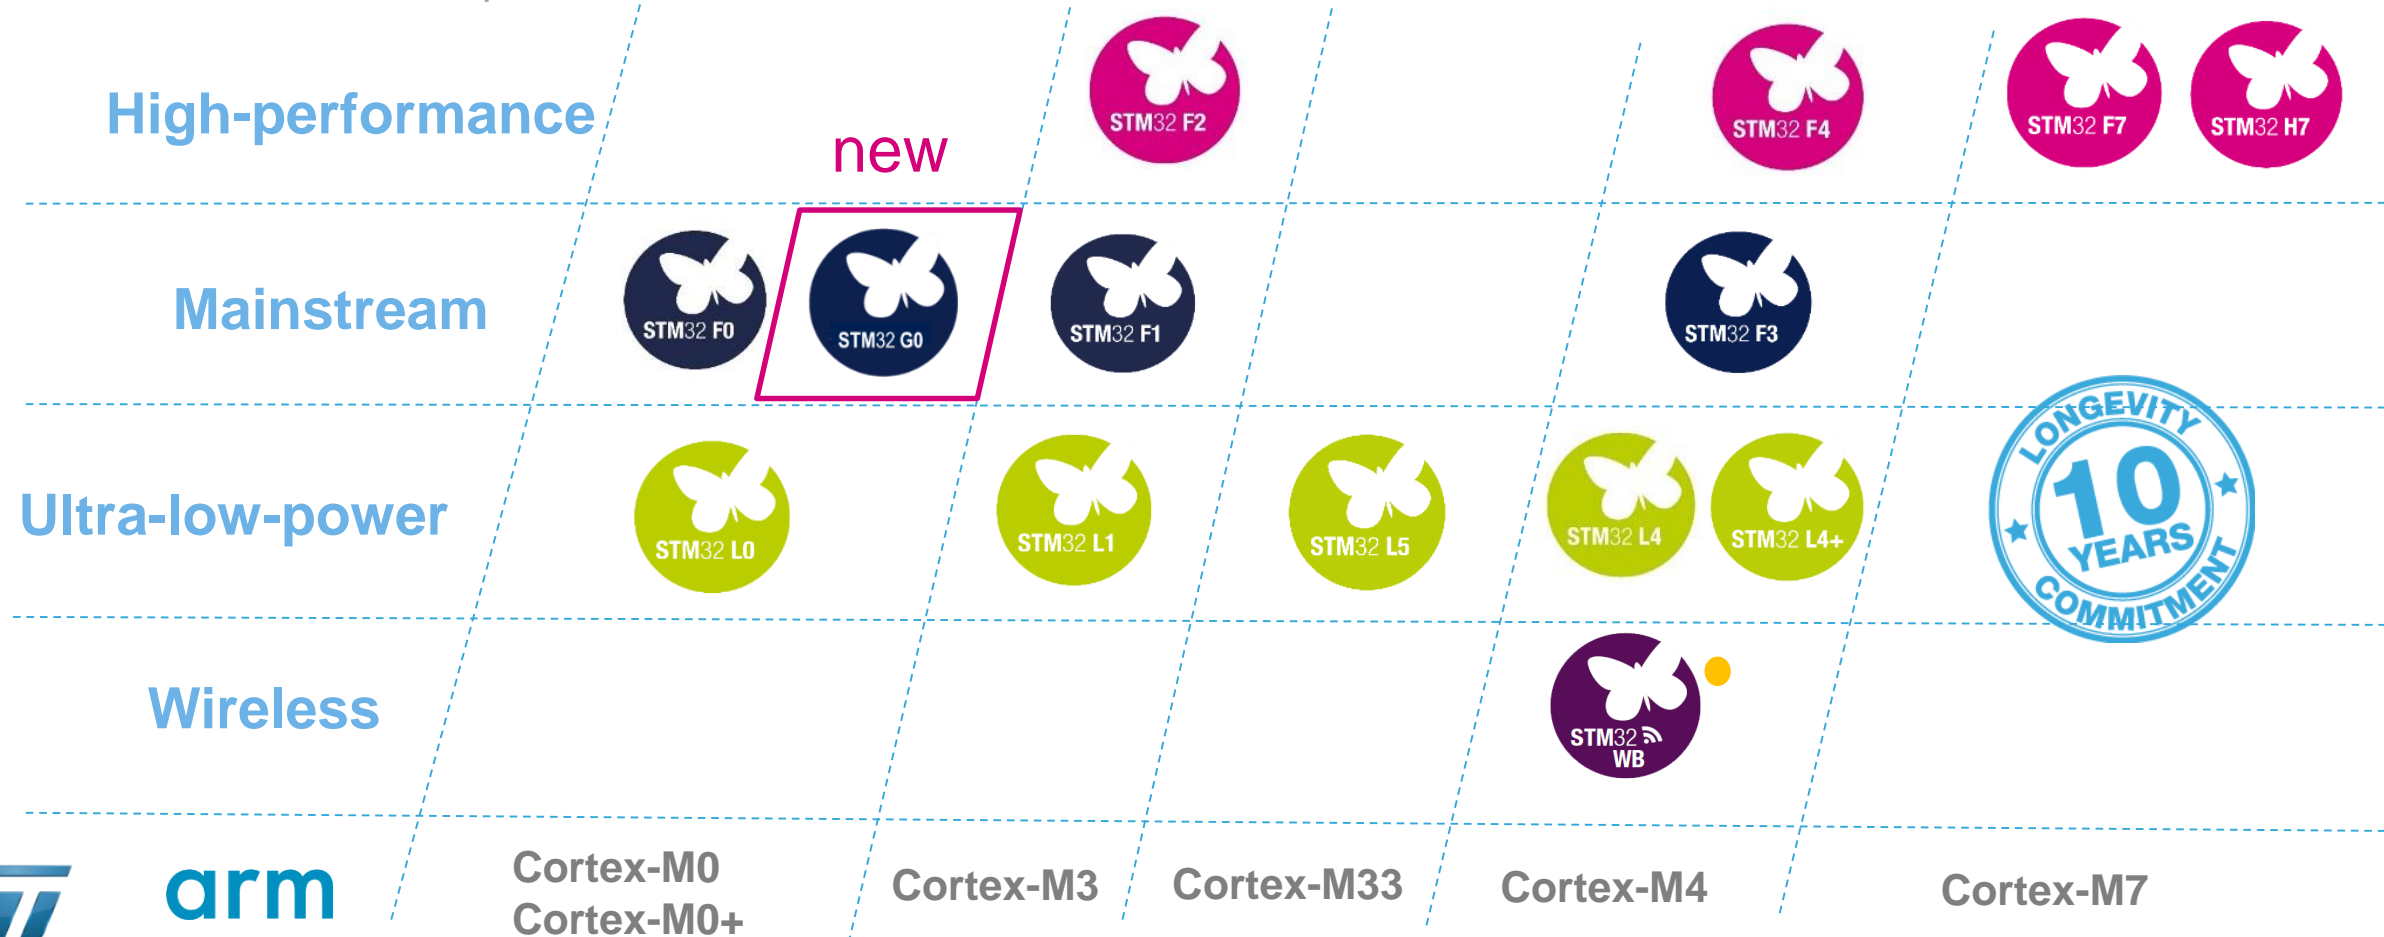 High-performance
STM32 F2
STM32 F4
STM32 F7
STM32 H7
new
Mainstream
STM32 F0
STM32 G0
STM32 F1
STM32 F3
Ultra-low-power
STM32 L0
STM32 L1
STM32 L5
STM32 L4
STM32 L4+
LONGEVITY
10
YEARS
COMMITMENT
Wireless
STM32
WB
arm
Cortex-M0
Cortex-M0+
Cortex-M3
Cortex-M33
Cortex-M4
Cortex-M7